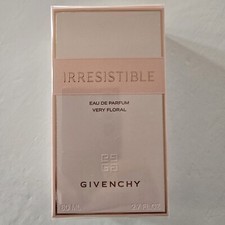 IRRESISTIBLE
EAU DE PARFUM
VERY FLORAL
GIVENCHY